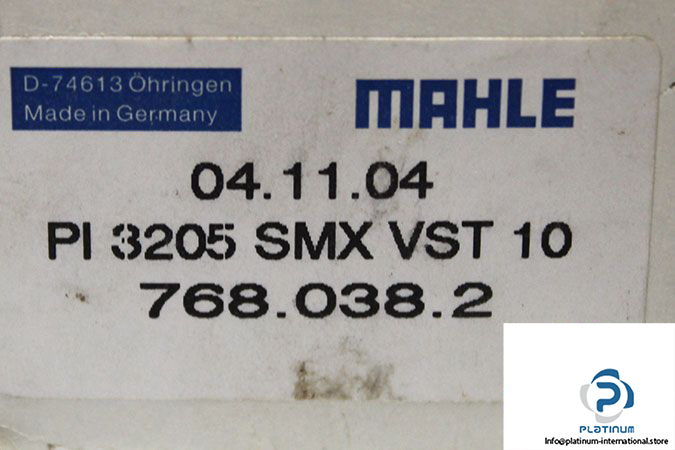 D-74613 Öhringen
Made in Germany
MAHLE
04.11.04
PI 3205 SMX VST 10
768.038.2
PLATINUM
Info@platinum-international.store